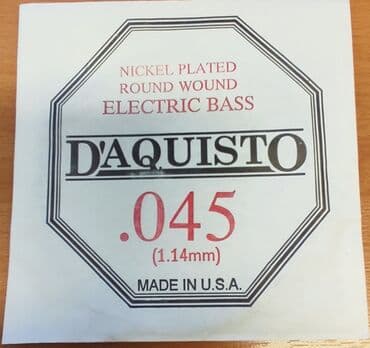 NICKEL PLATED
ROUND WOUND
ELECTRIC BASS
D'AQUISTO
.045
(1.14mm)
MADE IN U.S.A.